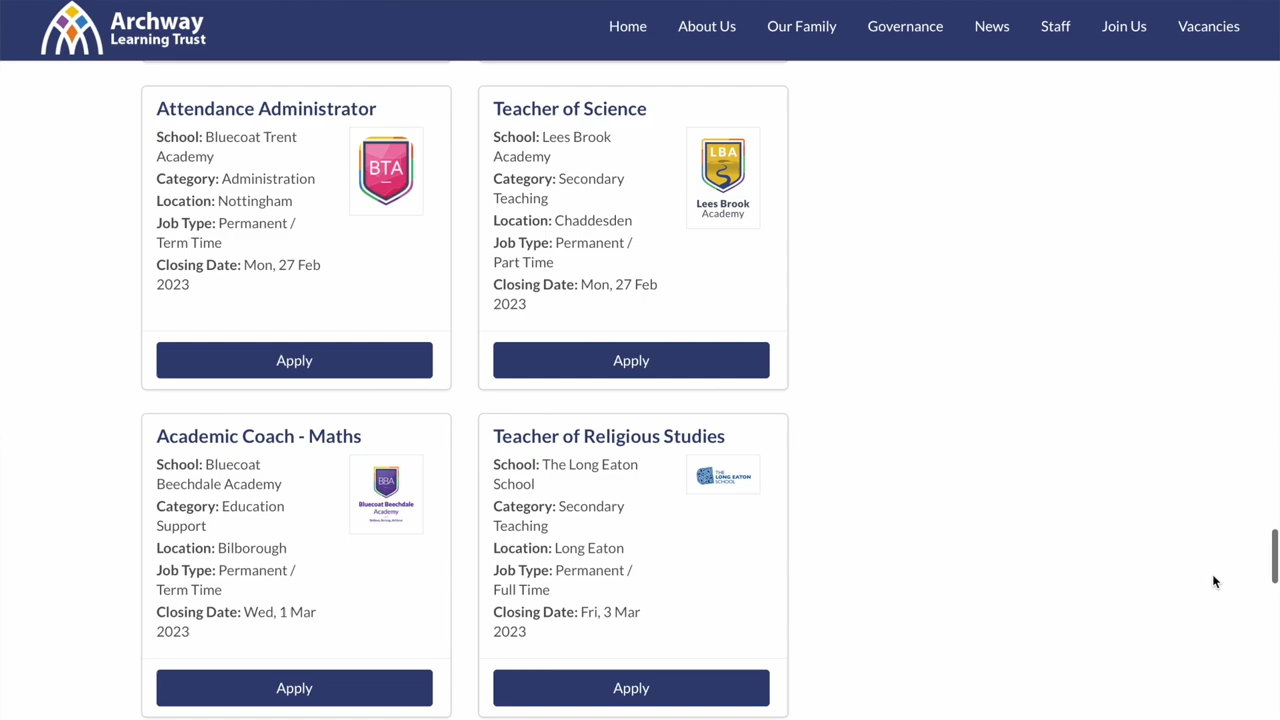 Archway
Learning Trust
Home About Us Our Family Governance News Staff Join Us Vacancies
Attendance Administrator
School: Bluecoat Trent
Academy
Category: Administration
Location: Nottingham
Job Type: Permanent /
Term Time
Closing Date: Mon, 27 Feb
2023
BTA
Apply
Teacher of Science
School: Lees Brook
Academy
Category: Secondary
Teaching
Location: Chaddesden
Job Type: Permanent /
Part Time
Closing Date: Mon, 27 Feb
2023
LBA
Lees Brook
Academy
Apply
Academic Coach - Maths
School: Bluecoat
Beechdale Academy
Category: Education
Support
Location: Bilborough
Job Type: Permanent /
Term Time
Closing Date: Wed, 1 Mar
2023
BBA
Bluecoat Beechdale
Academy
Apply
Teacher of Religious Studies
School: The Long Eaton
School
Category: Secondary
Teaching
Location: Long Eaton
Job Type: Permanent /
Full Time
Closing Date: Fri, 3 Mar
2023
THE
LONG EATON
SCHOOL
Apply